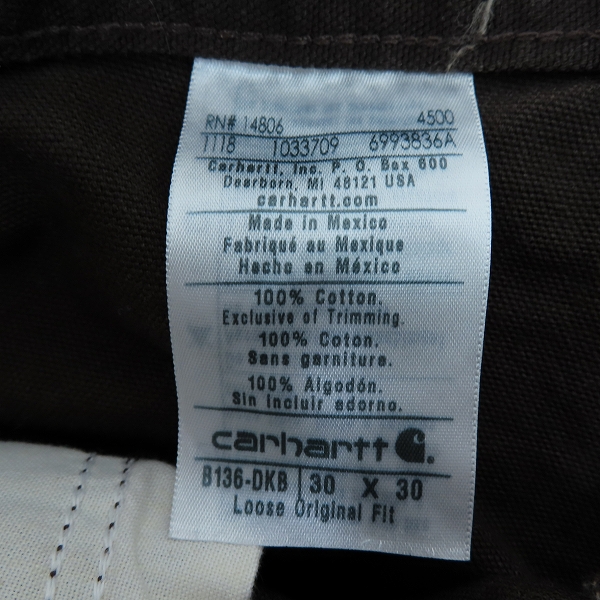 RN# 14806 4500
1118 1033709 6993836A
Carhartt, Inc. P. O. Box 600
Dearborn, MI 48121 USA
carhartt.com
Made in Mexico
Fabriqué au Mexique
Hecho en México
100% Cotton.
Exclusive of Trimming.
100% Coton.
Sans garniture.
100% Algodón.
Sin incluir adorno.
carhartt
B136-DKB 30 X 30
Loose Original Fit